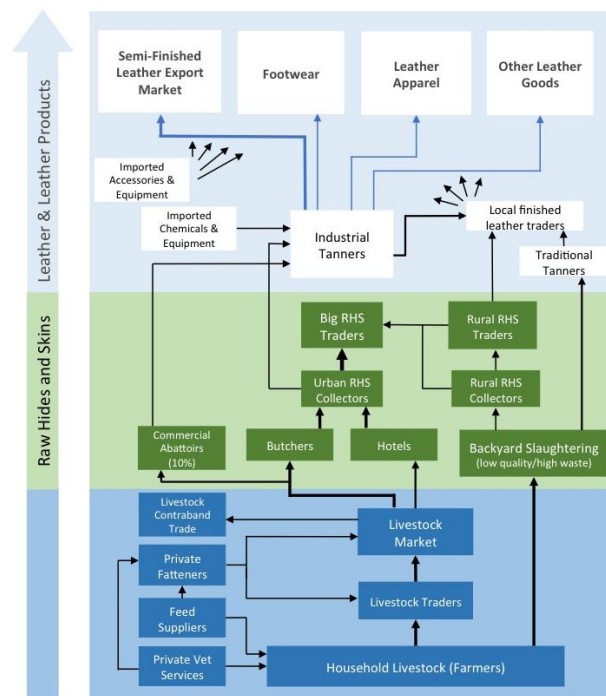 Semi-Finished
Leather Export
Market
Footwear
Leather
Apparel
Other Leather
Goods
Leather & Leather Products
Imported
Accessories &
Equipment
Imported
Chemicals &
Equipment
Industrial
Tanners
Local finished
leather traders
Traditional
Tanners
Raw Hides and Skins
Big RHS
Traders
Rural RHS
Traders
Urban RHS
Collectors
Rural RHS
Collectors
Commercial
Abattoirs
(10%)
Butchers
Hotels
Backyard Slaughtering
(low quality/high waste)
Livestock
Contraband
Trade
Livestock
Market
Private
Fatteners
Livestock Traders
Feed
Suppliers
Private Vet
Services
Household Livestock (Farmers)